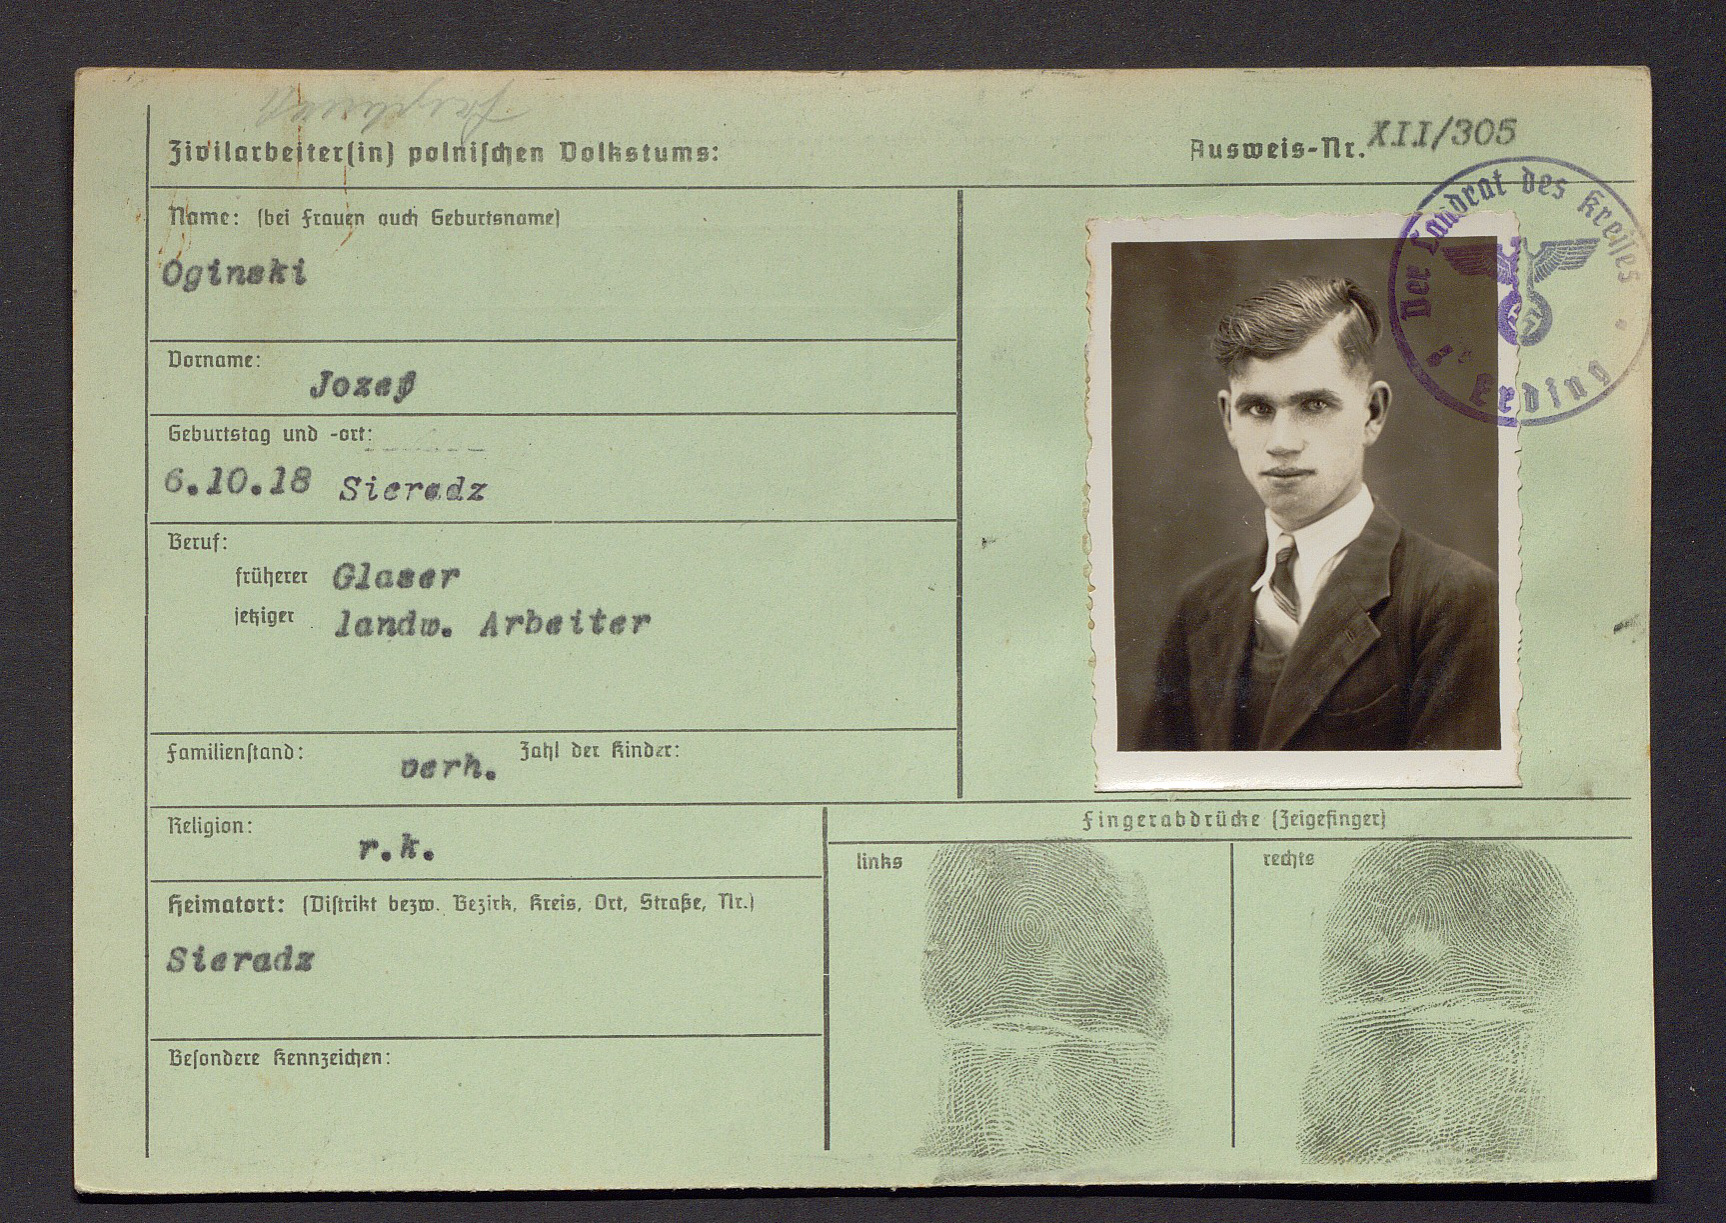 Zivilarbeiter(in) polnischen Volkstums:
Ausweis-Nr. XII/305
Name: (bei Frauen auch Geburtsname)
Oginski
Vorname:
Jozef
Geburtstag und -ort:
6.10.18 Sieradz
Beruf:
früherer Glaser
jetziger landw. Arbeiter
Familienstand: verh. Zahl der Kinder:
Religion:
r.k.
Heimatort: (Distrikt bezw. Bezirk, Kreis, Ort, Straße, Nr.)
Sieradz
Besondere Kennzeichen:
Der Landrat des Kreises
Erding
Fingerabdrücke (Zeigefinger)
links
rechts